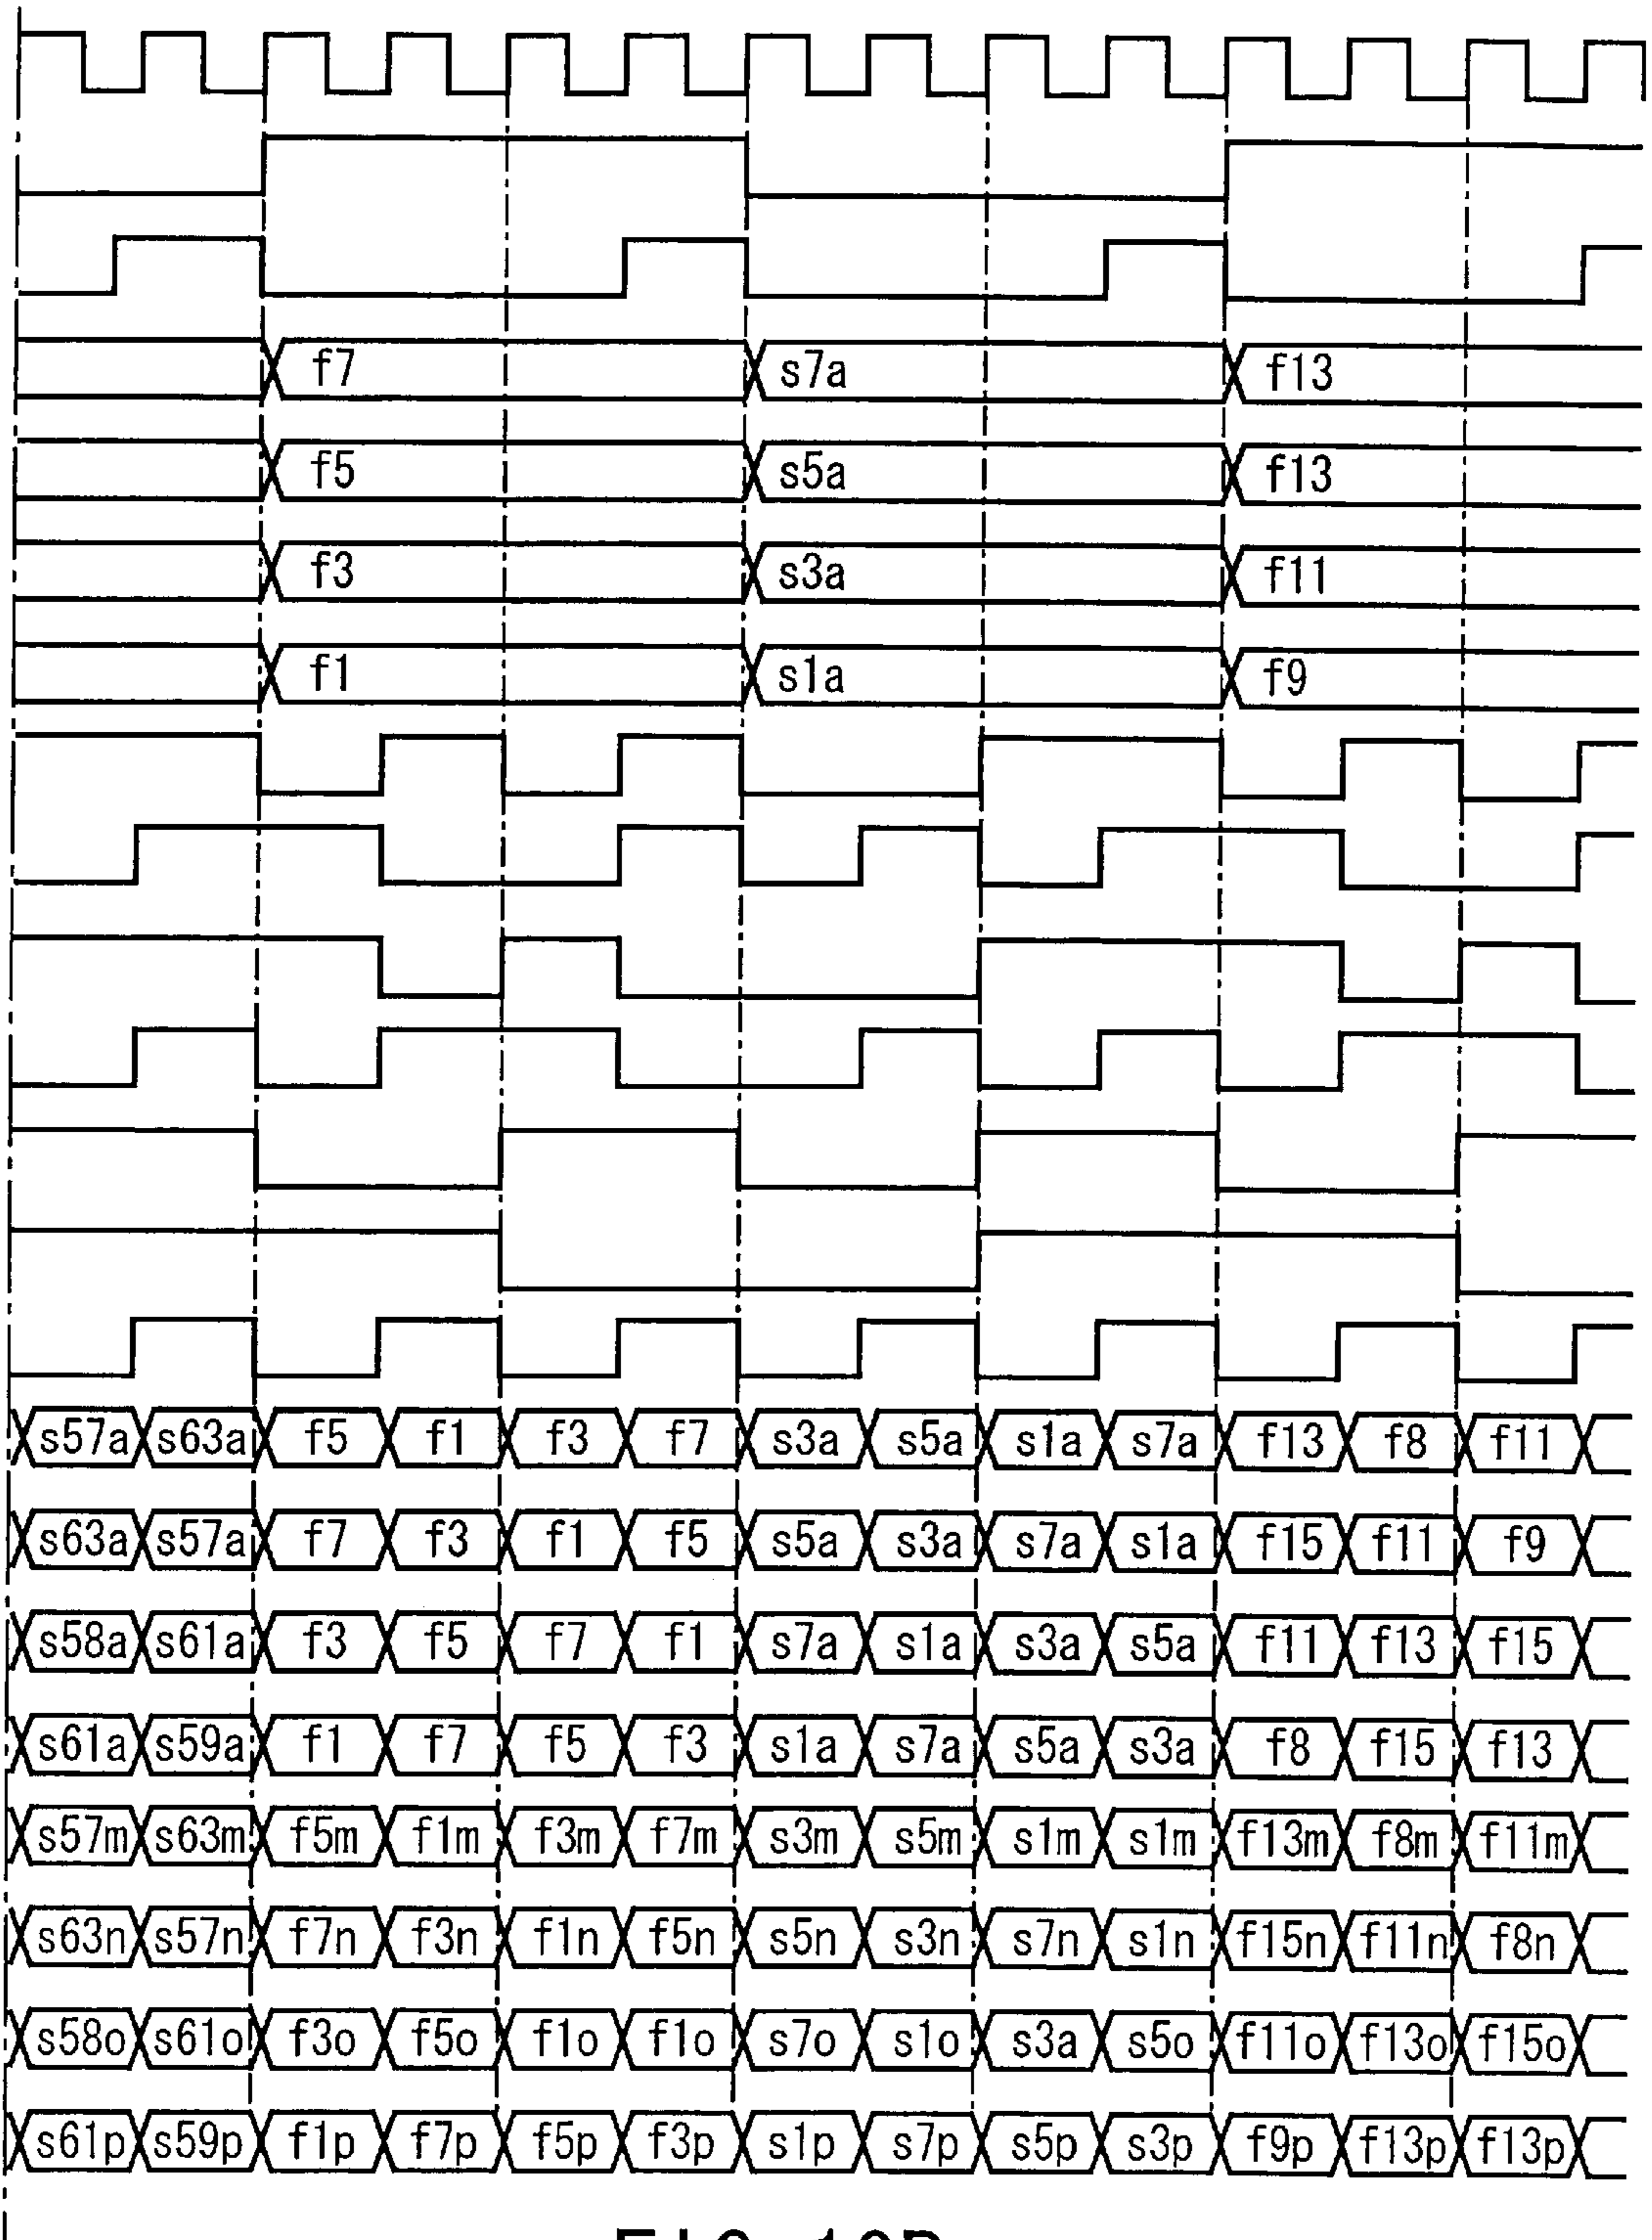 f7 s7a f13
f5 s5a f13
f3 s3a f11
f1 s1a f9
s57a s63a f5 f1 f3 f7 s3a s5a s1a s7a f13 f8 f11
s63a s57a f7 f3 f1 f5 s5a s3a s7a s1a f15 f11 f9
s58a s61a f3 f5 f7 f1 s7a s1a s3a s5a f11 f13 f15
s61a s59a f1 f7 f5 f3 s1a s7a s5a s3a f8 f15 f13
s57m s63m f5m f1m f3m f7m s3m s5m s1m s1m f13m f8m f11m
s63n s57n f7n f3n f1n f5n s5n s3n s7n s1n f15n f11n f8n
s58o s61o f3o f5o f1o f1o s7o s1o s3a s5o f11o f13o f15o
s61p s59p f1p f7p f5p f3p s1p s7p s5p s3p f9p f13p f13p